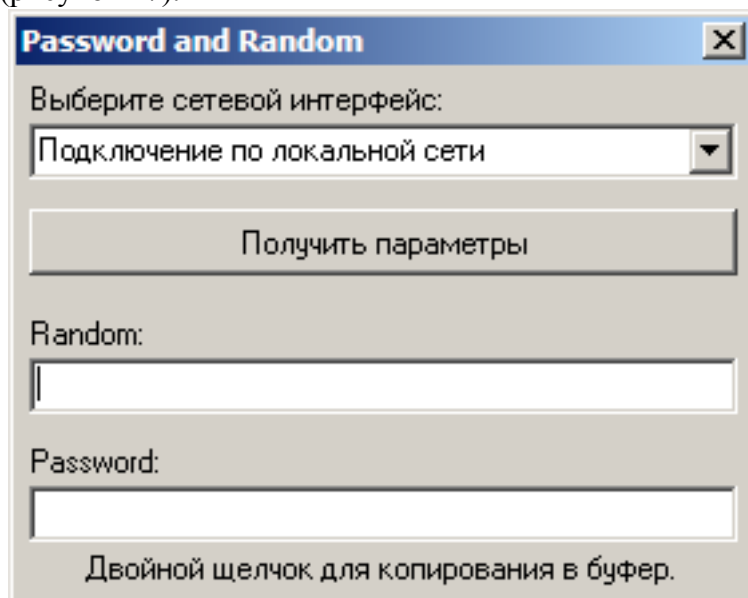 Password and Random
Выберите сетевой интерфейс:
Подключение по локальной сети
Получить параметры
Random:
Password:
Двойной щелчок для копирования в буфер.